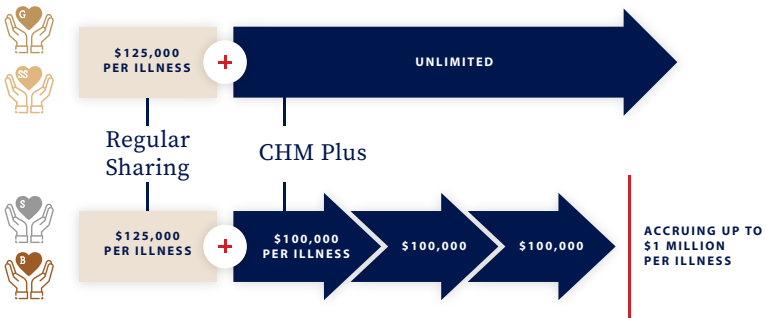 G
$125,000
PER ILLNESS
+
UNLIMITED
SS
Regular
Sharing
CHM Plus
S
$125,000
PER ILLNESS
+
$100,000
PER ILLNESS
$100,000
$100,000
ACCRUING UP TO
$1 MILLION
PER ILLNESS
B